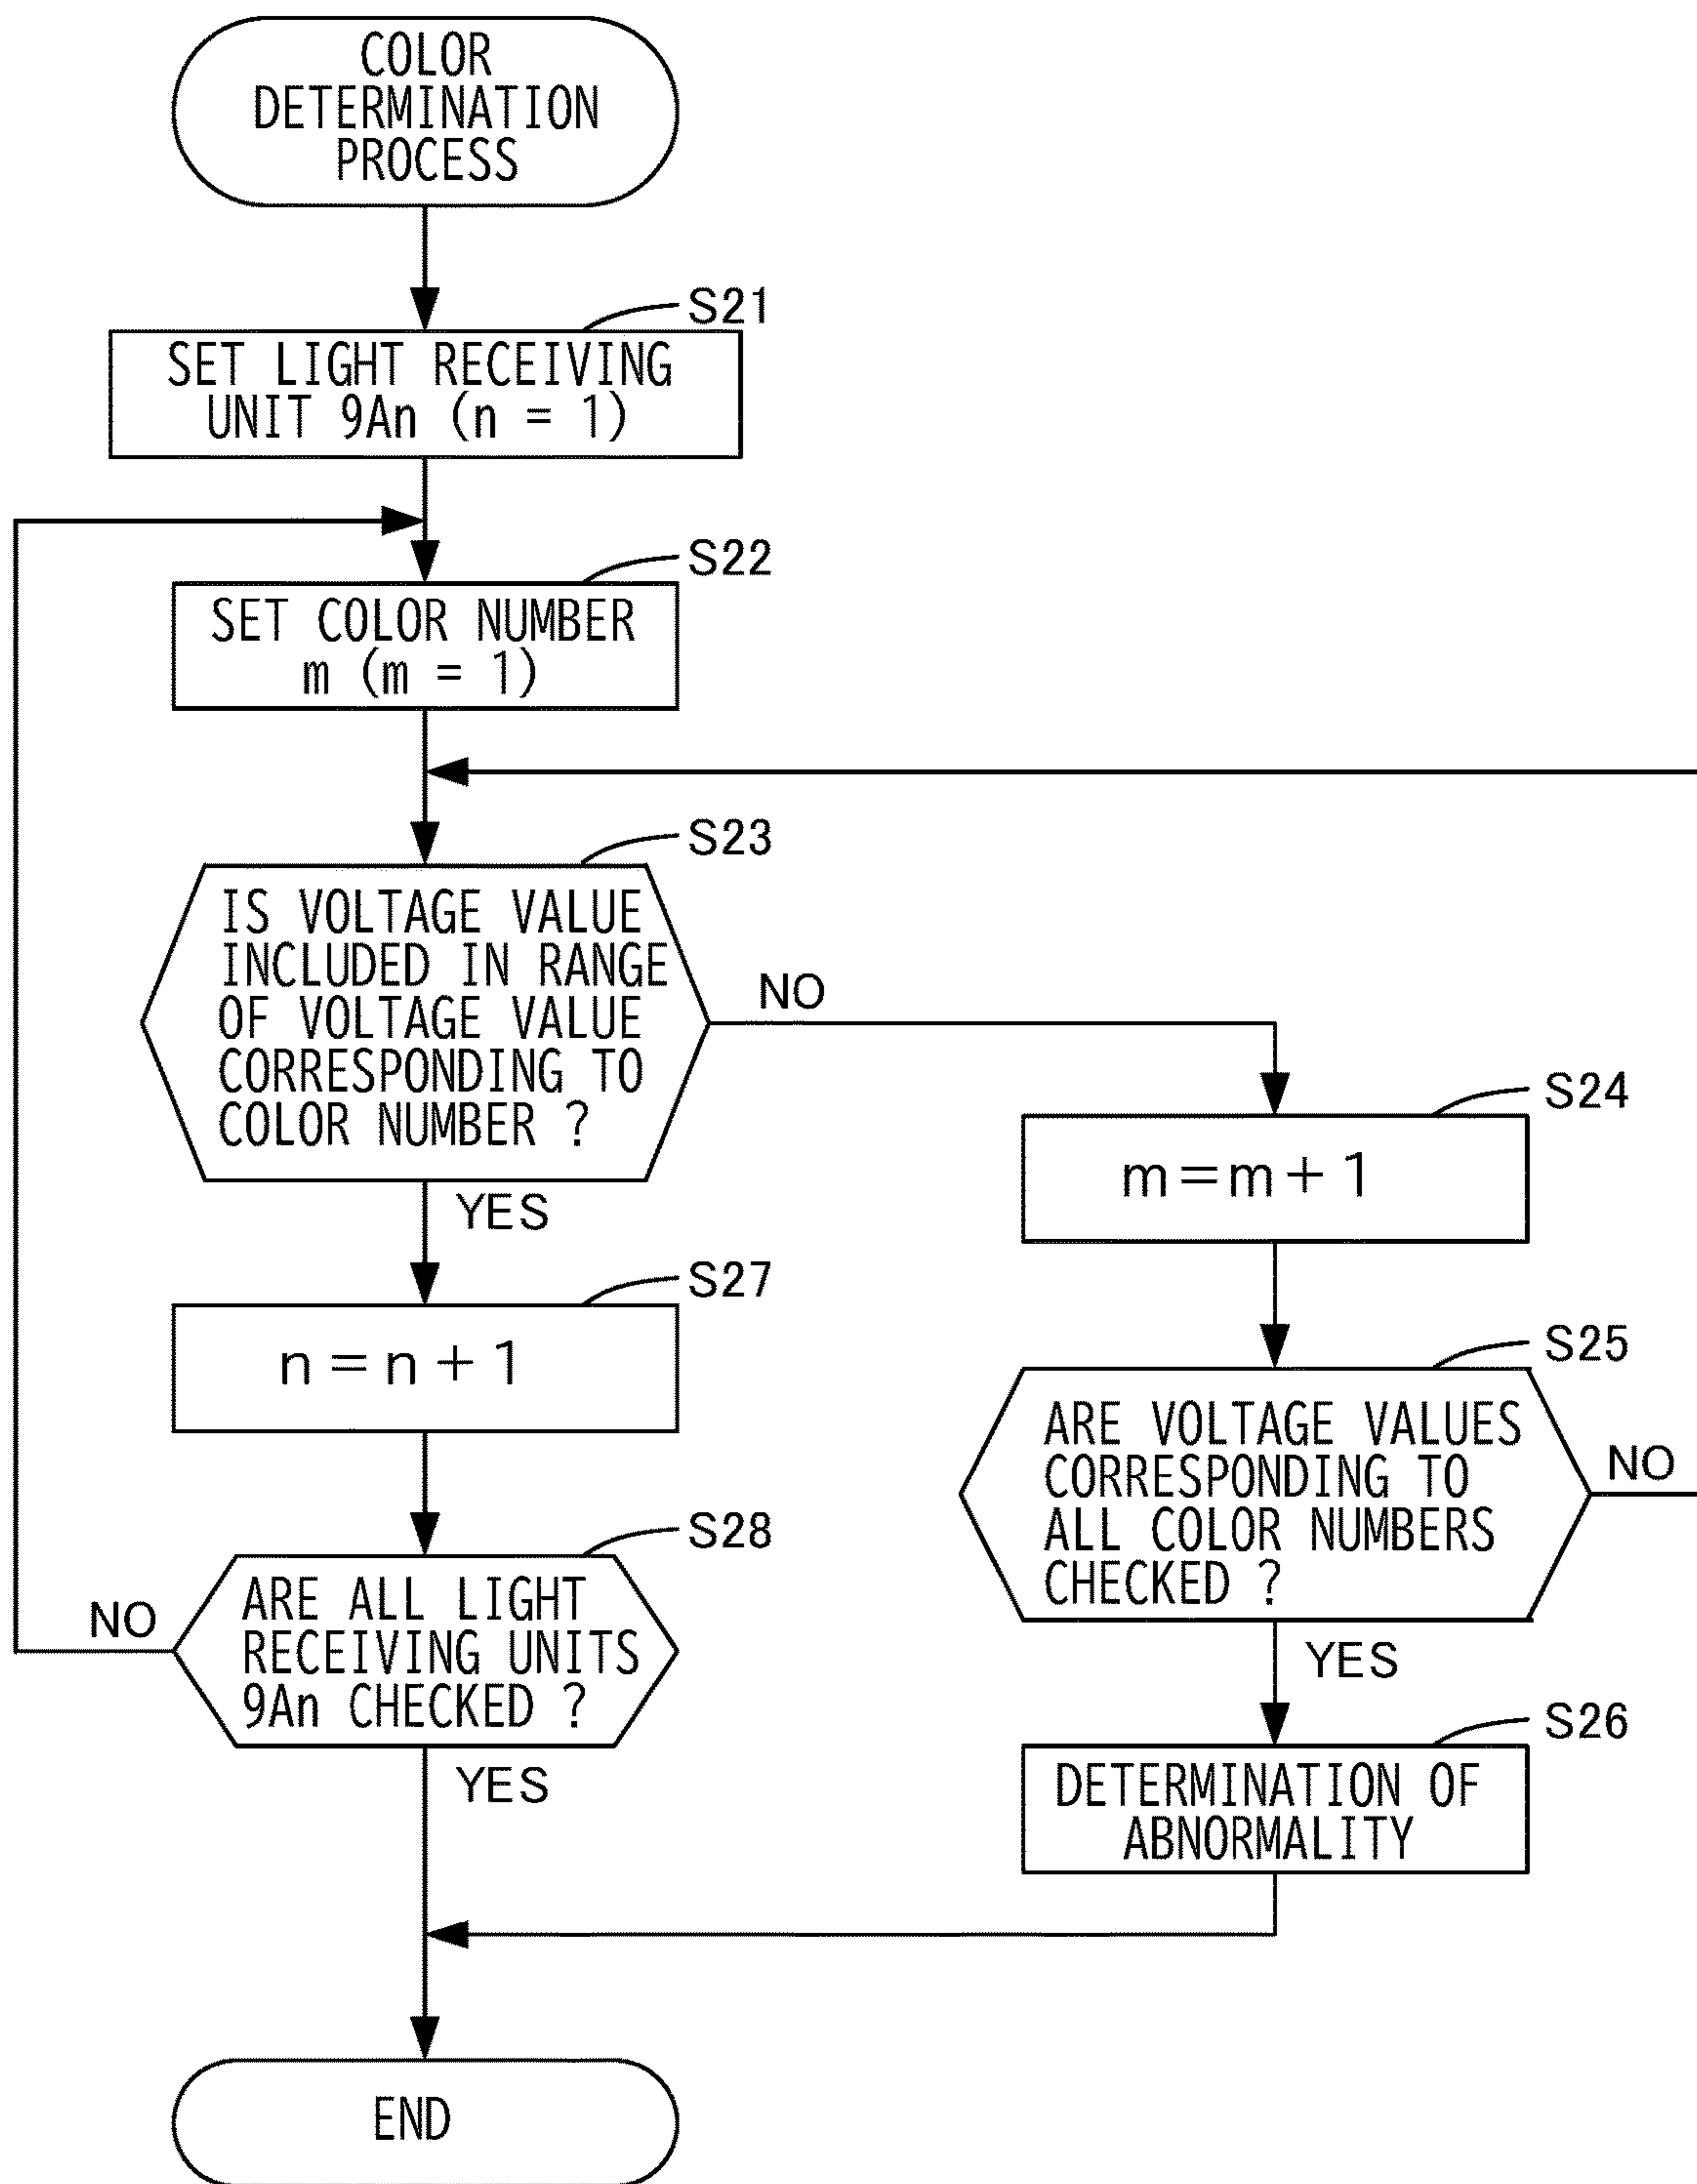 COLOR
DETERMINATION
PROCESS
S21
SET LIGHT RECEIVING
UNIT 9An (n = 1)
S22
SET COLOR NUMBER
m (m = 1)
S23
IS VOLTAGE VALUE
INCLUDED IN RANGE
OF VOLTAGE VALUE
CORRESPONDING TO
COLOR NUMBER ?
NO
YES
S24
m=m+1
S25
ARE VOLTAGE VALUES
CORRESPONDING TO
ALL COLOR NUMBERS
CHECKED ?
NO
YES
S26
DETERMINATION OF
ABNORMALITY
S27
n=n+1
S28
ARE ALL LIGHT
RECEIVING UNITS
9An CHECKED ?
NO
YES
END